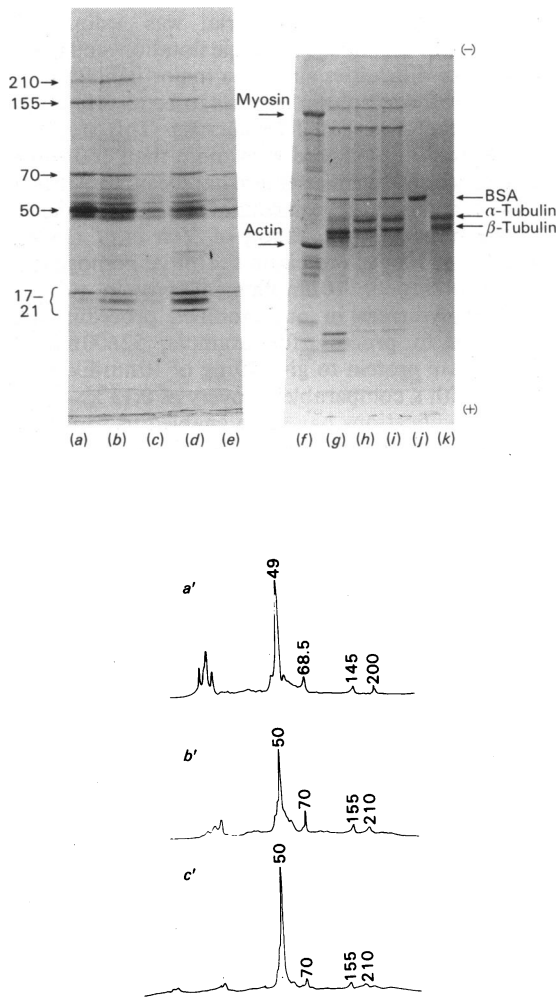 (−)
210→
155→
Myosin
70→
BSA
α-Tubulin
β-Tubulin
50→
Actin
17–
21
(+)
(a) (b) (c) (d) (e)
(f) (g) (h) (i) (j) (k)
a'
49
68.5
145
200
b'
50
70
155
210
c'
50
70
155
210